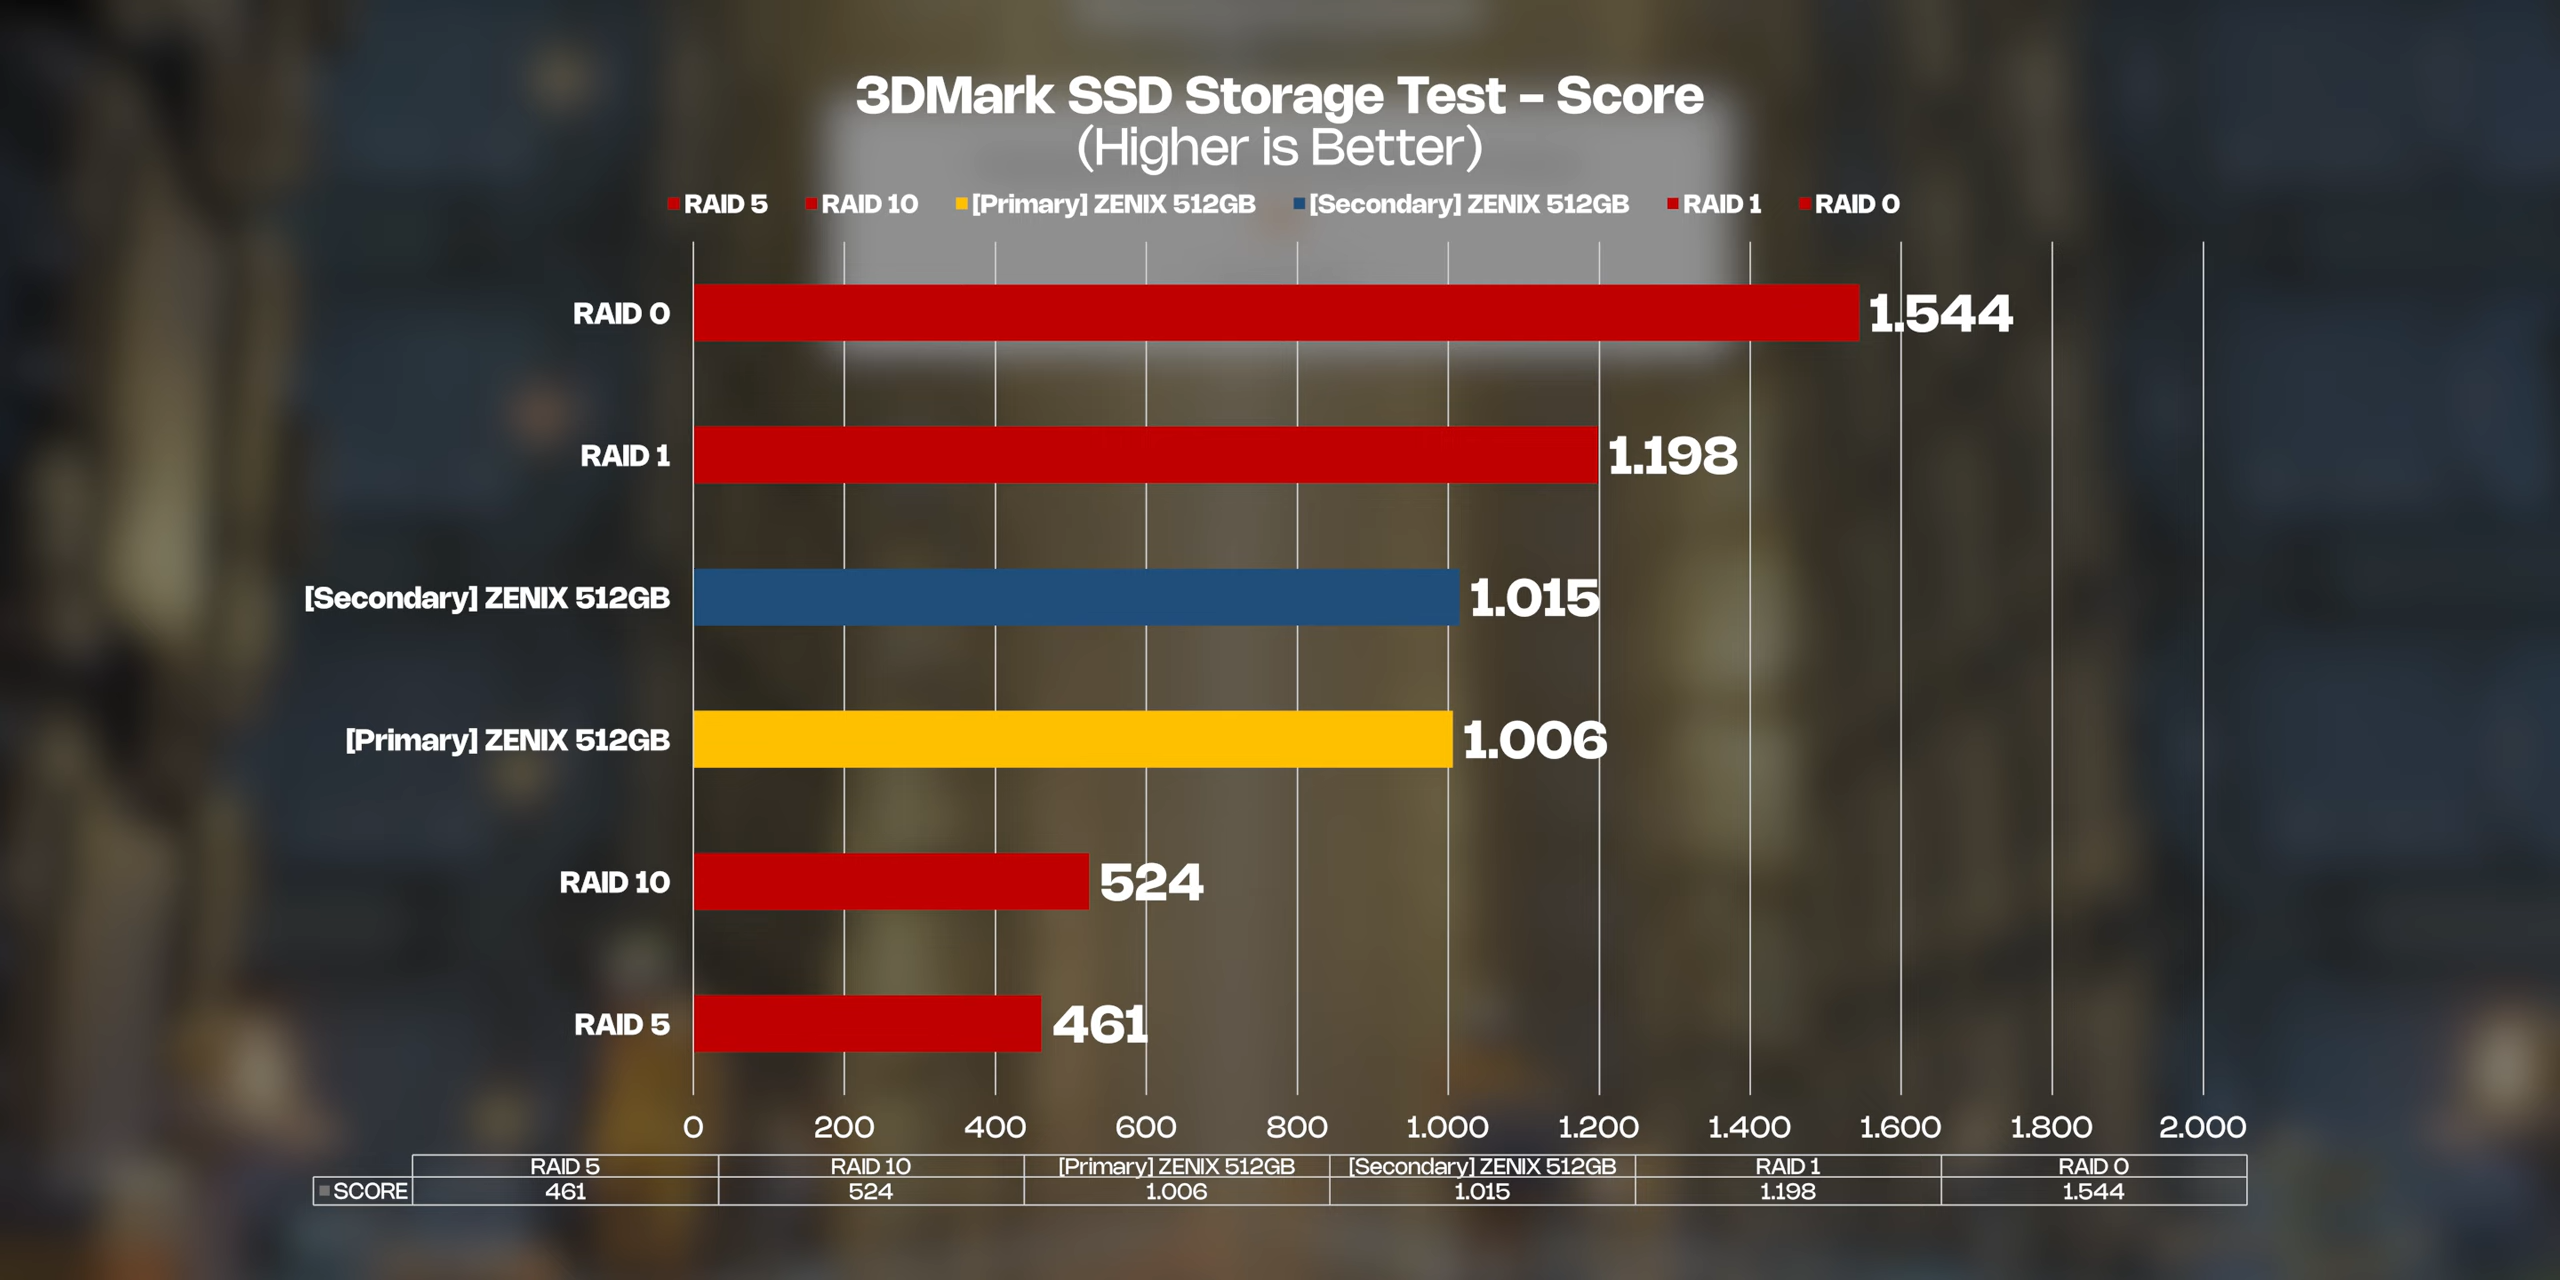 3DMark SSD Storage Test - Score
(Higher is Better)
RAID 5 RAID 10 [Primary] ZENIX 512GB [Secondary] ZENIX 512GB RAID 1 RAID 0
RAID 0 1.544
RAID 1 1.198
[Secondary] ZENIX 512GB 1.015
[Primary] ZENIX 512GB 1.006
RAID 10 524
RAID 5 461
0 200 400 600 800 1.000 1.200 1.400 1.600 1.800 2.000
RAID 5 RAID 10 [Primary] ZENIX 512GB [Secondary] ZENIX 512GB RAID 1 RAID 0
SCORE 461 524 1.006 1.015 1.198 1.544